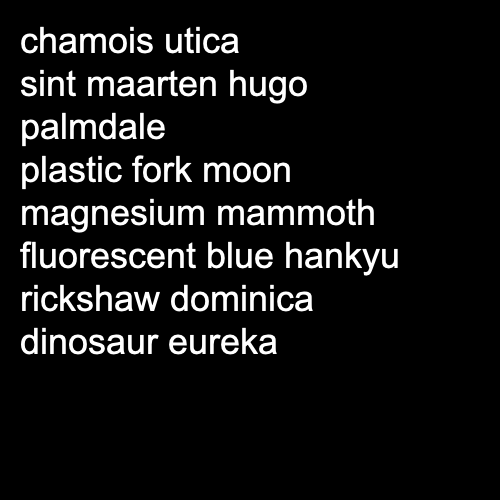 chamois utica
sint maarten hugo
palmdale
plastic fork moon
magnesium mammoth
fluorescent blue hankyu
rickshaw dominica
dinosaur eureka